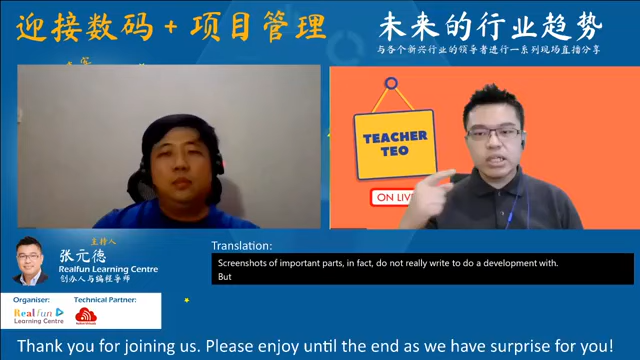 迎接数码 + 项目管理
未来的行业趋势
与各个新兴行业的领导者进行一系列现场直播分享
TEACHER
TEO
ON LIVE
主持人
张元德
Realfun Learning Centre
创办人与编程导师
Translation:
Screenshots of important parts, in fact, do not really write to do a development with.
But
Organiser:
Technical Partner:
Realfun
Learning Centre
Thank you for joining us. Please enjoy until the end as we have surprise for you!